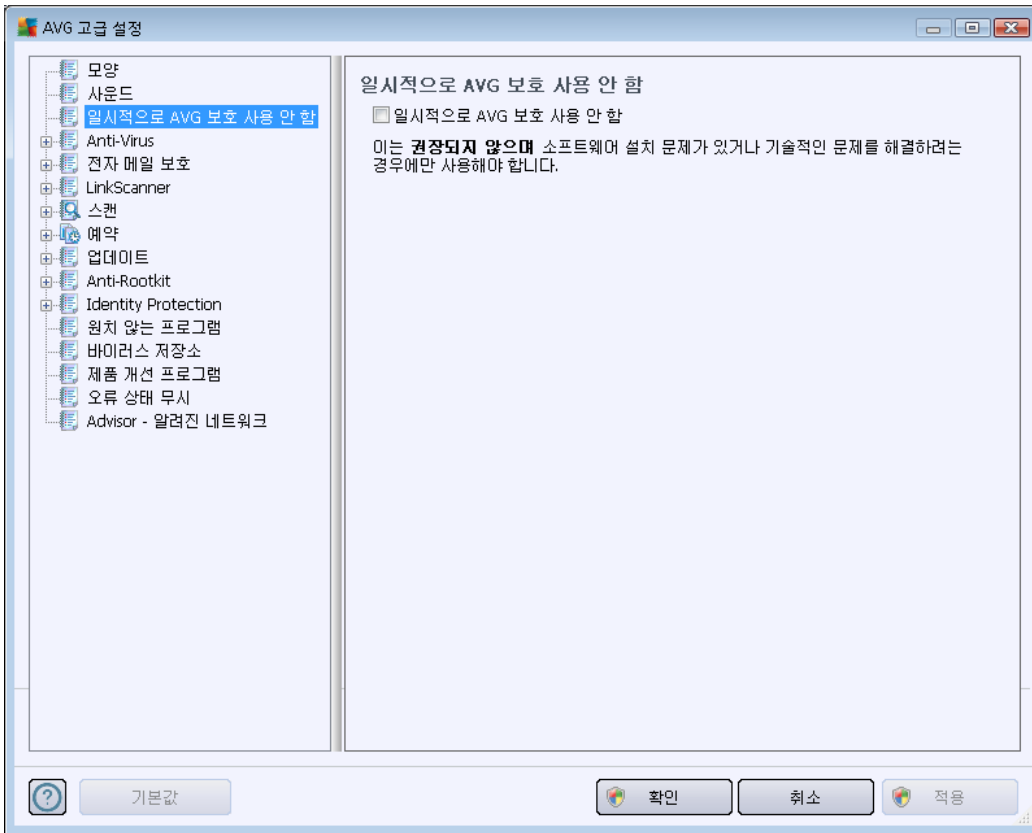 AVG 고급 설정
모양
사운드
일시적으로 AVG 보호 사용 안 함
Anti-Virus
전자 메일 보호
LinkScanner
스캔
예약
업데이트
Anti-Rootkit
Identity Protection
원치 않는 프로그램
바이러스 저장소
제품 개선 프로그램
오류 상태 무시
Advisor - 알려진 네트워크
일시적으로 AVG 보호 사용 안 함
일시적으로 AVG 보호 사용 안 함
이는 권장되지 않으며 소프트웨어 설치 문제가 있거나 기술적인 문제를 해결하려는
경우에만 사용해야 합니다.
기본값
확인
취소
적용